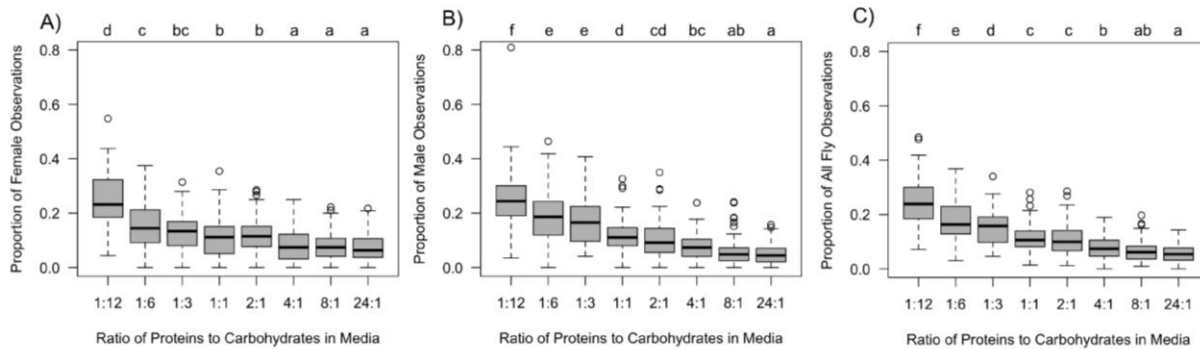 A)
d c bc b b a a a
Proportion of Female Observations
0.8
0.6
0.4
0.2
0.0
1:12 1:6 1:3 1:1 2:1 4:1 8:1 24:1
Ratio of Proteins to Carbohydrates in Media
B)
f e e d cd bc ab a
Proportion of Male Observations
0.8
0.6
0.4
0.2
0.0
1:12 1:6 1:3 1:1 2:1 4:1 8:1 24:1
Ratio of Proteins to Carbohydrates in Media
C)
f e d c c b ab a
Proportion of All Fly Observations
0.8
0.6
0.4
0.2
0.0
1:12 1:6 1:3 1:1 2:1 4:1 8:1 24:1
Ratio of Proteins to Carbohydrates in Media